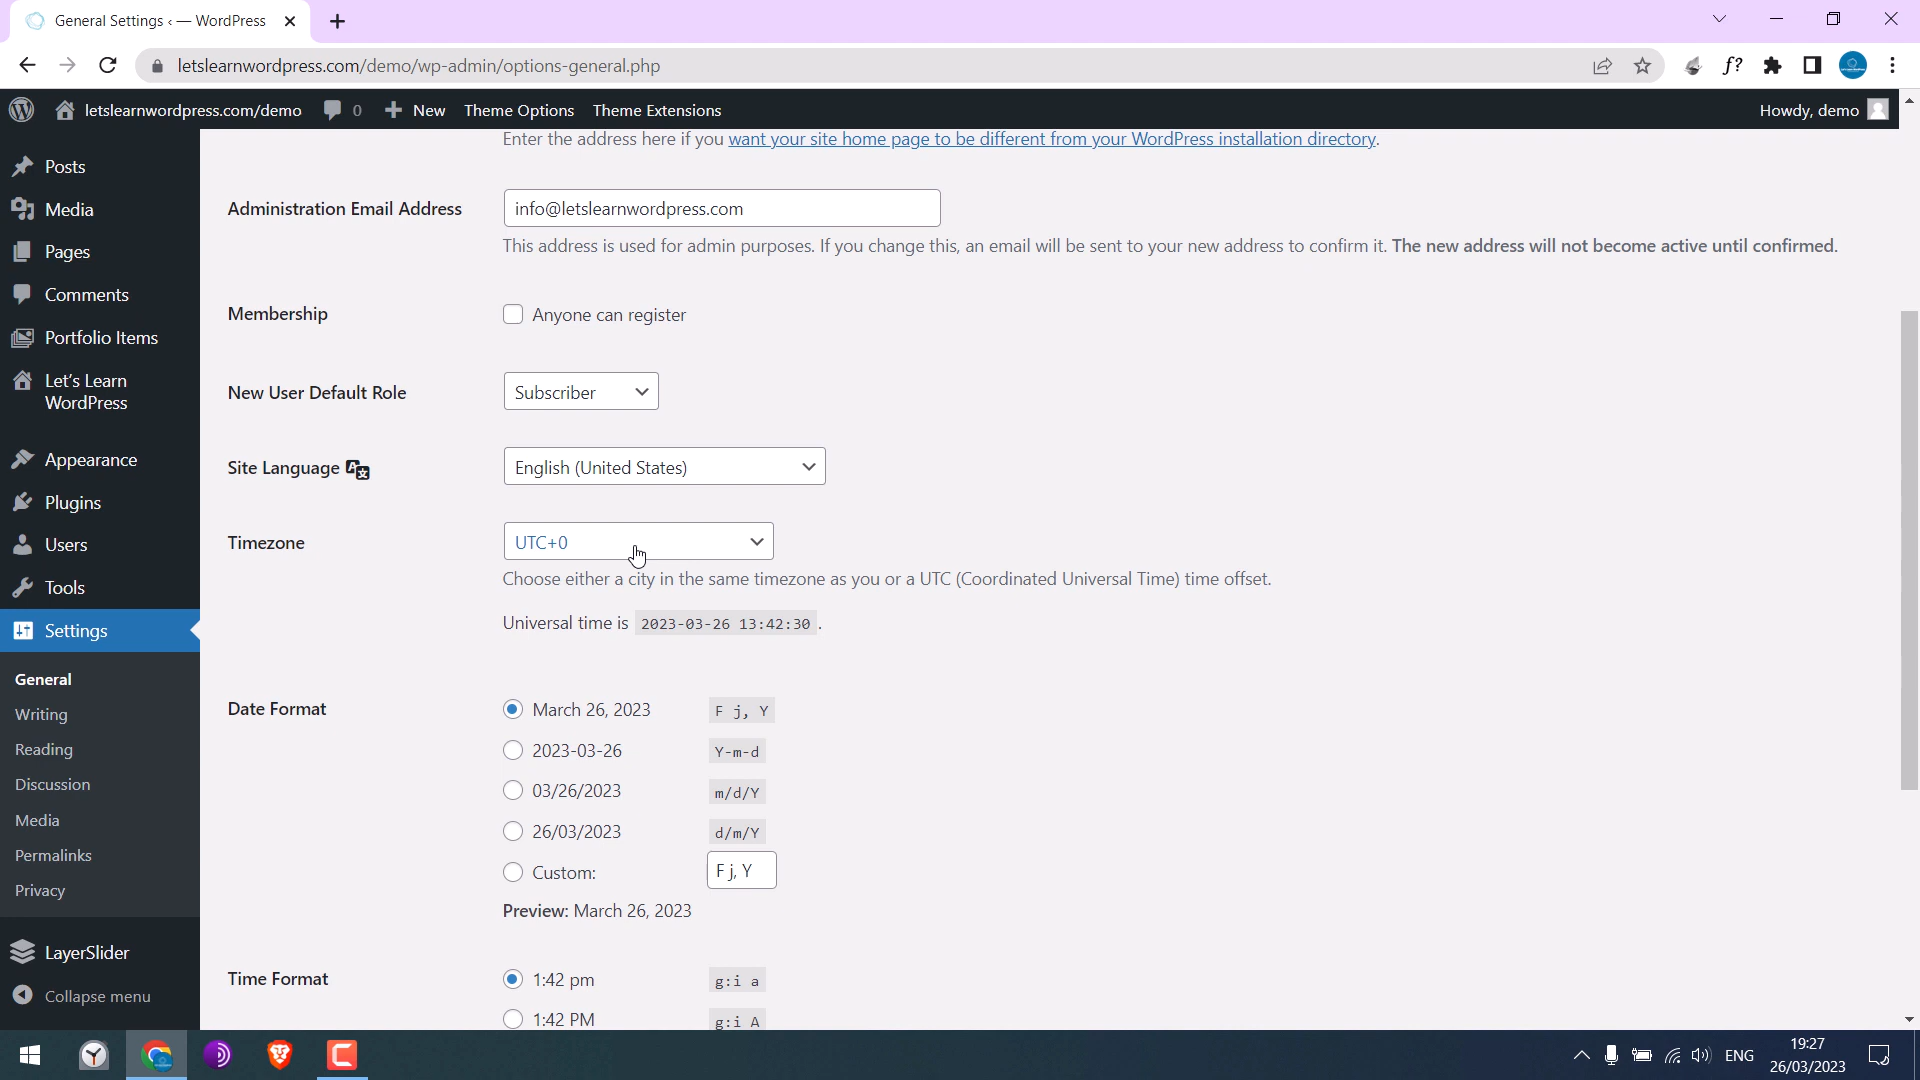 General Settings ‹ — WordPress
letslearnwordpress.com/demo/wp-admin/options-general.php
f?
letslearnwordpress.com/demo
0
New
Theme Options
Theme Extensions
Howdy, demo
Posts
Media
Pages
Comments
Portfolio Items
Let's Learn
WordPress
Appearance
Plugins
Users
Tools
Settings
General
Writing
Reading
Discussion
Media
Permalinks
Privacy
LayerSlider
Collapse menu
Enter the address here if you want your site home page to be different from your WordPress installation directory.
Administration Email Address
info@letslearnwordpress.com
This address is used for admin purposes. If you change this, an email will be sent to your new address to confirm it. The new address will not become active until confirmed.
Membership
Anyone can register
New User Default Role
Subscriber
Site Language
English (United States)
Timezone
UTC+0
Choose either a city in the same timezone as you or a UTC (Coordinated Universal Time) time offset.
Universal time is 2023-03-26 13:42:30 .
Date Format
March 26, 2023 F j, Y
2023-03-26 Y-m-d
03/26/2023 m/d/Y
26/03/2023 d/m/Y
Custom: F j, Y
Preview: March 26, 2023
Time Format
1:42 pm g:i a
1:42 PM g:i A
ENG
19:27
26/03/2023